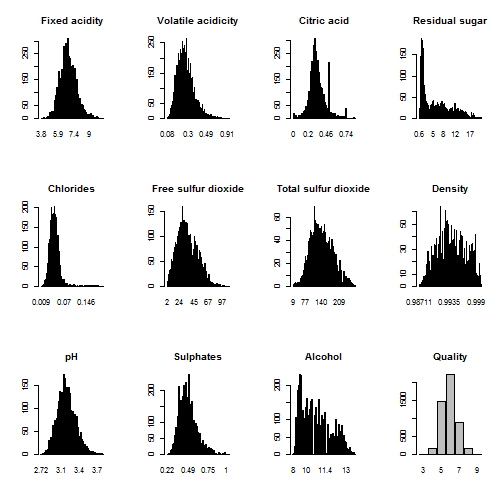 Fixed acidity Volatile acidicity Citric acid Residual sugar
0 50 150 250
0 50 150 250
0 50 150 250
0 50 150
3.8 5.9 7.4 9
0.08 0.3 0.49 0.91
0 0.2 0.46 0.74
0.6 5 8 12 17
Chlorides Free sulfur dioxide Total sulfur dioxide Density
0 50 100 200
0 50 100 150
0 20 40 60
0 10 30 50 70
0.009 0.07 0.146
2 24 45 67 97
9 77 140 209
0.98711 0.9935 0.999
pH Sulphates Alcohol Quality
0 50 100 150
0 50 150 250
0 50 100 200
0 500 1500
2.72 3.1 3.4 3.7
0.22 0.49 0.75 1
8 10 11.4 13
3 5 7 9